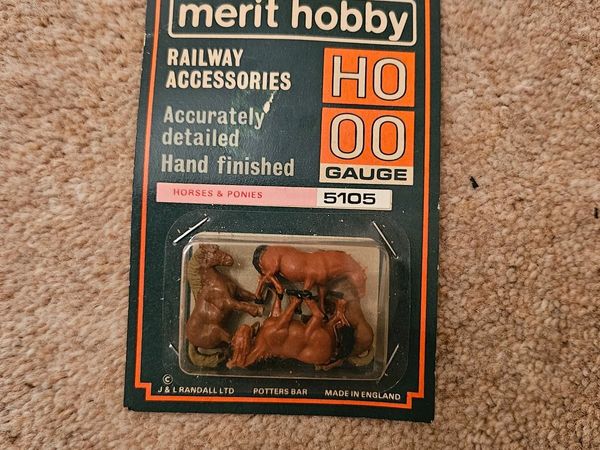 merit hobby
RAILWAY
ACCESSORIES
HO
Accurately
detailed
Hand finished
OO
GAUGE
HORSES & PONIES
5105
©
J & L RANDALL LTD POTTERS BAR MADE IN ENGLAND